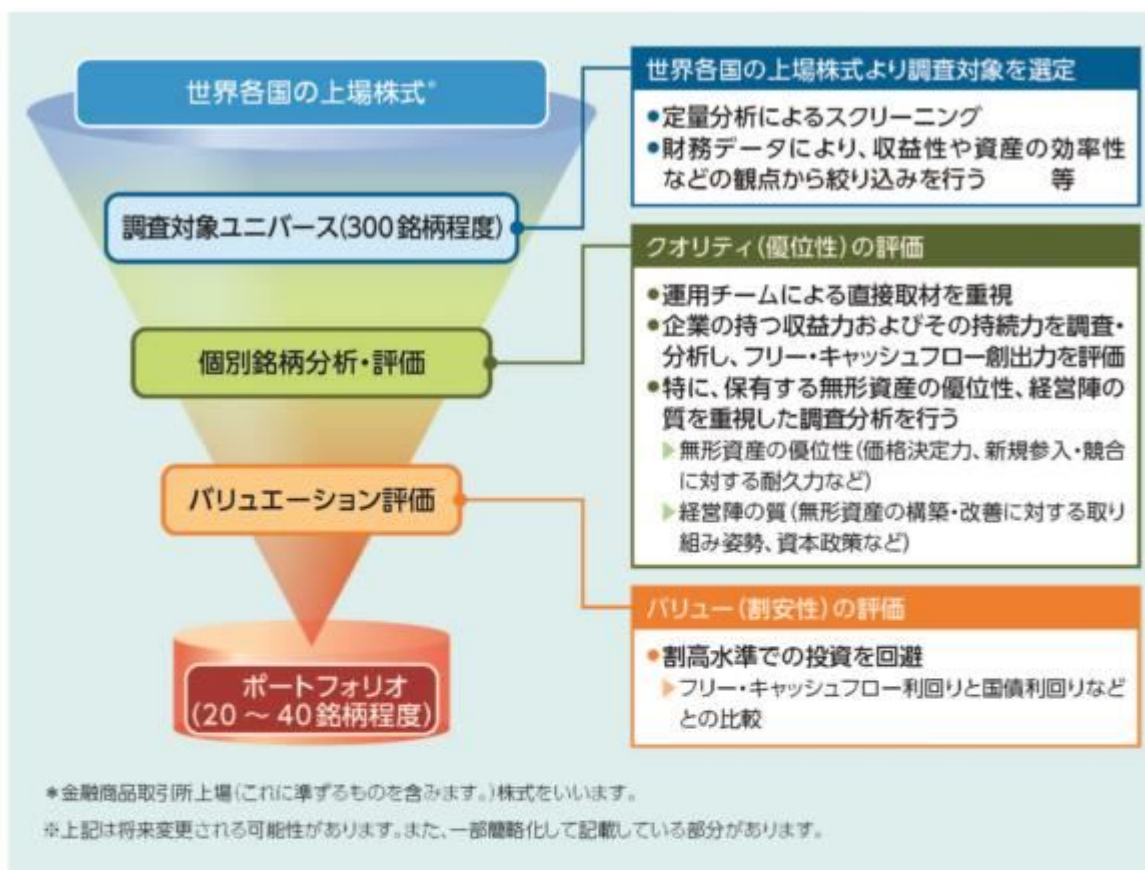 世界各国の上場株式*
調査対象ユニバース(300銘柄程度)
個別銘柄分析・評価
バリュエーション評価
ポートフォリオ
(20～40銘柄程度)
世界各国の上場株式より調査対象を選定
●定量分析によるスクリーニング
●財務データにより、収益性や資産の効率性
などの観点から絞り込みを行う 等
クオリティ(優位性)の評価
●運用チームによる直接取材を重視
●企業の持つ収益力およびその持続力を調査・
分析し、フリー・キャッシュフロー創出力を評価
●特に、保有する無形資産の優位性、経営陣の
質を重視した調査分析を行う
▶無形資産の優位性(価格決定力、新規参入・競合
に対する耐久力など)
▶経営陣の質(無形資産の構築・改善に対する取り
組み姿勢、資本政策など)
バリュー(割安性)の評価
●割高水準での投資を回避
▶フリー・キャッシュフロー利回りと国債利回りなど
との比較
*金融商品取引所上場(これに準ずるものを含みます。)株式をいいます。
※上記は将来変更される可能性があります。また、一部簡略化して記載している部分があります。